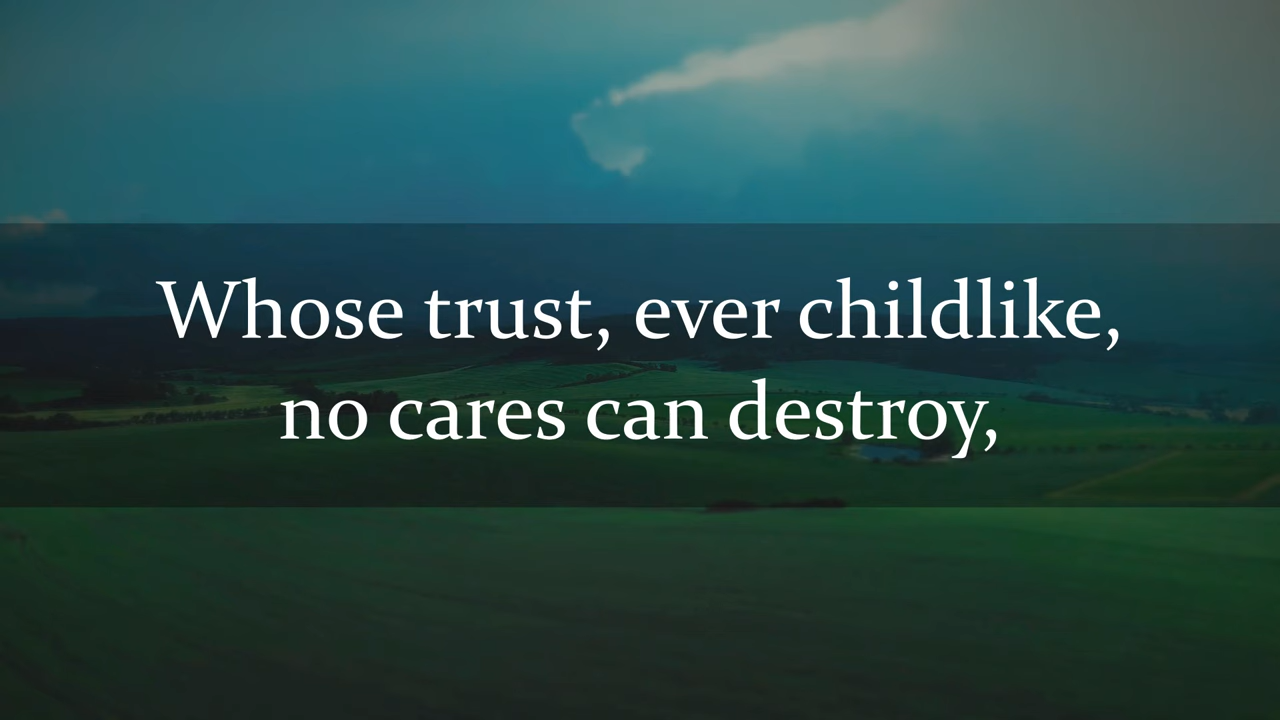 Whose trust, ever childlike,
no cares can destroy,